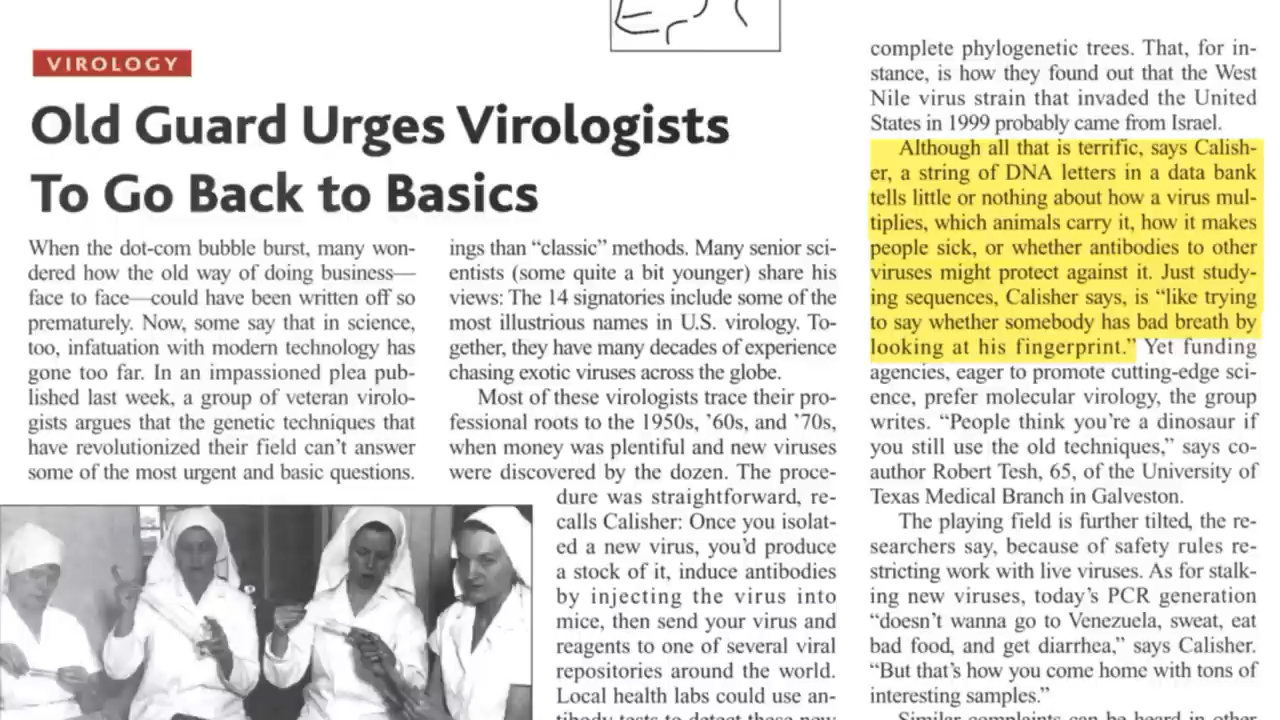 VIROLOGY
Old Guard Urges Virologists
To Go Back to Basics
When the dot-com bubble burst, many won-
dered how the old way of doing business—
face to face—could have been written off so
prematurely. Now, some say that in science,
too, infatuation with modern technology has
gone too far. In an impassioned plea pub-
lished last week, a group of veteran virolo-
gists argues that the genetic techniques that
have revolutionized their field can’t answer
some of the most urgent and basic questions.
ings than “classic” methods. Many senior sci-
entists (some quite a bit younger) share his
views: The 14 signatories include some of the
most illustrious names in U.S. virology. To-
gether, they have many decades of experience
chasing exotic viruses across the globe.
Most of these virologists trace their pro-
fessional roots to the 1950s, ’60s, and ’70s,
when money was plentiful and new viruses
were discovered by the dozen. The proce-
dure was straightforward, re-
calls Calisher: Once you isolat-
ed a new virus, you’d produce
a stock of it, induce antibodies
by injecting the virus into
mice, then send your virus and
reagents to one of several viral
repositories around the world.
Local health labs could use an-
tibody tests to detect these new
complete phylogenetic trees. That, for in-
stance, is how they found out that the West
Nile virus strain that invaded the United
States in 1999 probably came from Israel.
Although all that is terrific, says Calish-
er, a string of DNA letters in a data bank
tells little or nothing about how a virus mul-
tiplies, which animals carry it, how it makes
people sick, or whether antibodies to other
viruses might protect against it. Just study-
ing sequences, Calisher says, is “like trying
to say whether somebody has bad breath by
looking at his fingerprint.” Yet funding
agencies, eager to promote cutting-edge sci-
ence, prefer molecular virology, the group
writes. “People think you’re a dinosaur if
you still use the old techniques,” says co-
author Robert Tesh, 65, of the University of
Texas Medical Branch in Galveston.
The playing field is further tilted, the re-
searchers say, because of safety rules re-
stricting work with live viruses. As for stalk-
ing new viruses, today’s PCR generation
“doesn’t wanna go to Venezuela, sweat, eat
bad food, and get diarrhea,” says Calisher.
“But that’s how you come home with tons of
interesting samples.”
Similar complaints can be heard in other